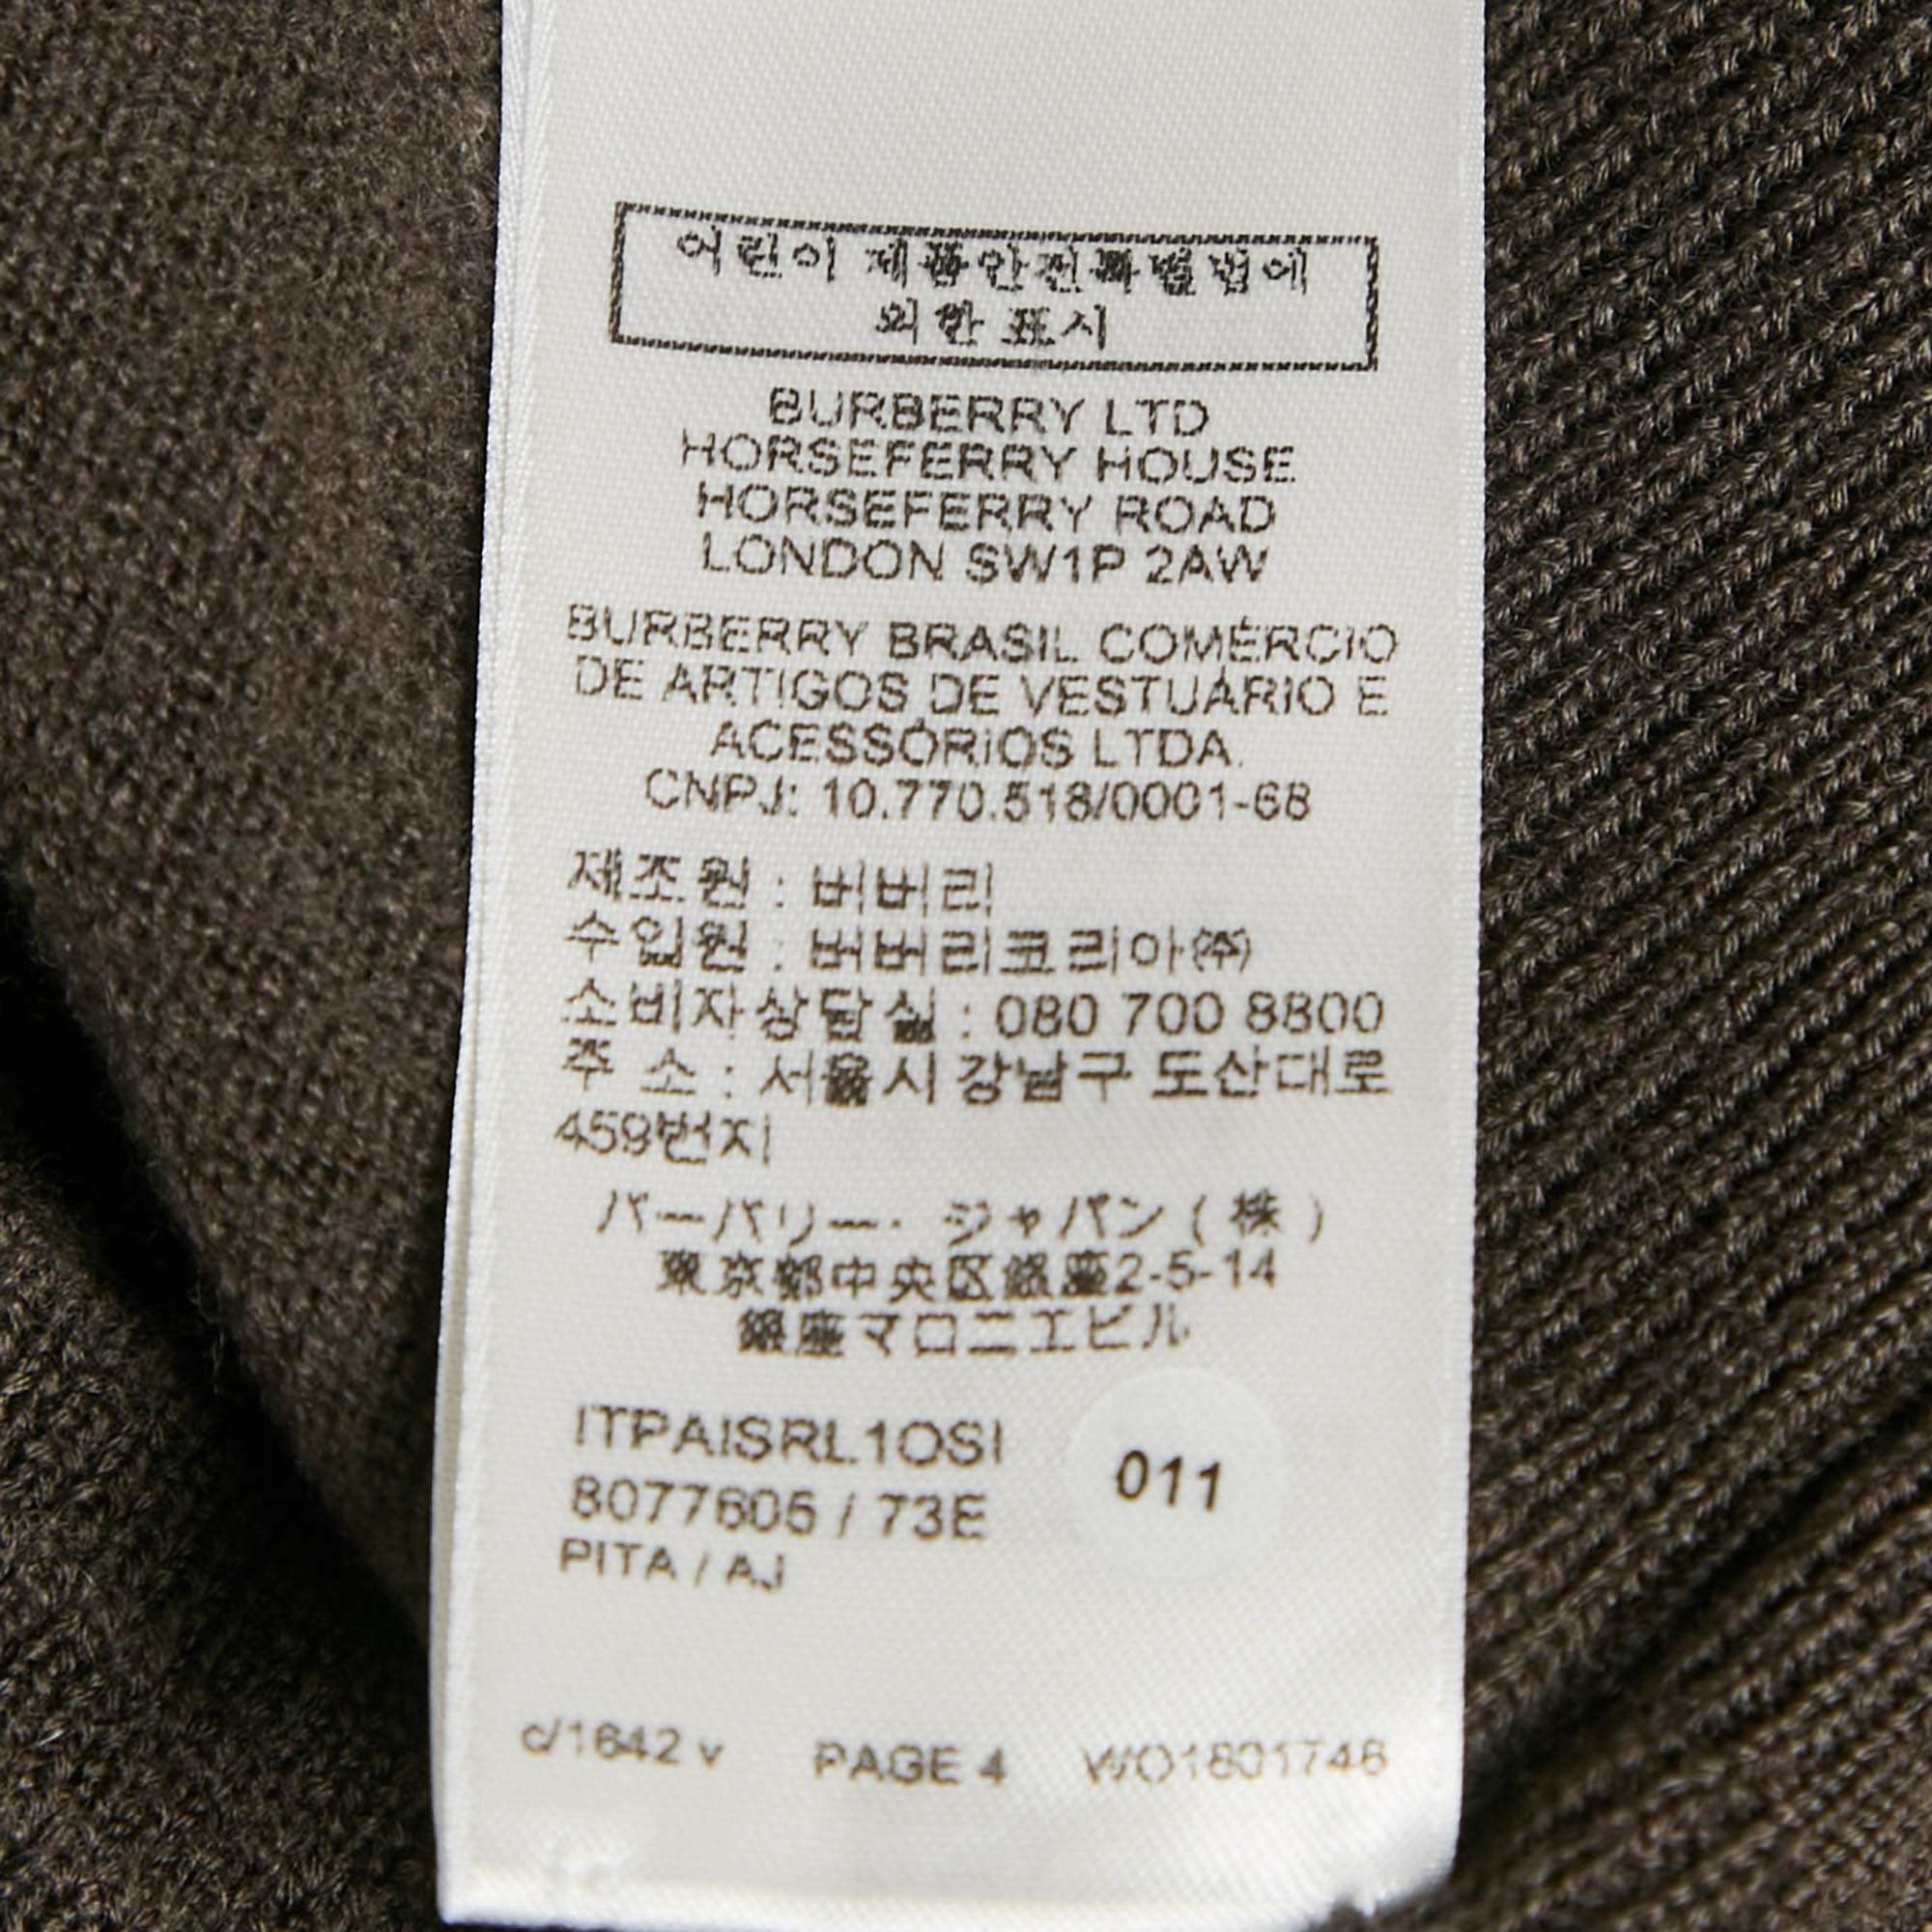 어린이 제품안전특별법에
의한 표시
BURBERRY LTD
HORSEFERRY HOUSE
HORSEFERRY ROAD
LONDON SW1P 2AW
BURBERRY BRASIL COMÉRCIO
DE ARTIGOS DE VESTUÁRIO E
ACESSÓRIOS LTDA.
CNPJ: 10.770.518/0001-68
제조원 : 버버리
수입원 : 버버리코리아㈜
소비자상담실 : 080 700 8800
주 소 : 서울시 강남구 도산대로
459번지
バーバリー・ジャパン ( 株 )
東京都中央区銀座2-5-14
銀座マロニエビル
ITPAISRL1OSI
011
8077605 / 73E
PITA / AJ
c/1642 v PAGE 4 WO1801746